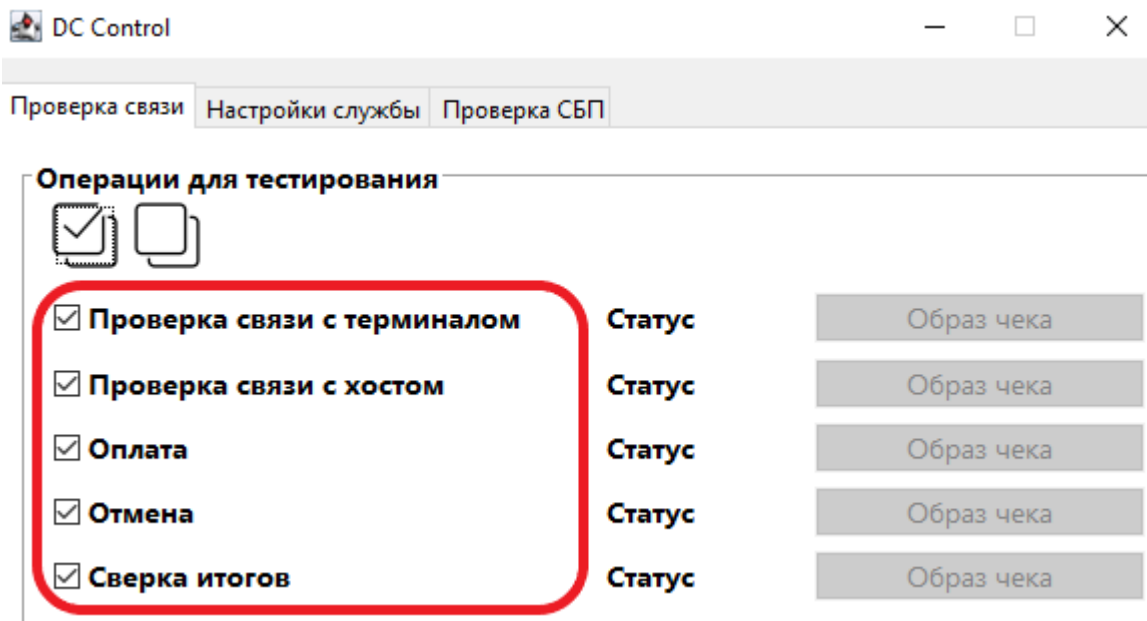 DC Control
Проверка связи Настройки службы Проверка СБП
Операции для тестирования
Проверка связи с терминалом Статус Образ чека
Проверка связи с хостом Статус Образ чека
Оплата Статус Образ чека
Отмена Статус Образ чека
Сверка итогов Статус Образ чека